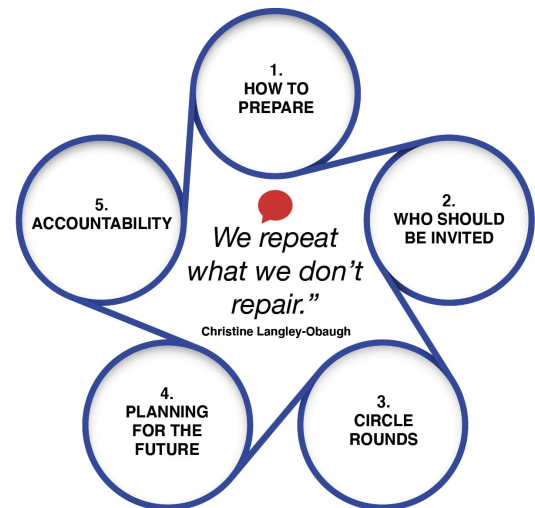 1.
HOW TO
PREPARE
2.
WHO SHOULD
BE INVITED
3.
CIRCLE
ROUNDS
4.
PLANNING
FOR THE
FUTURE
5.
ACCOUNTABILITY
We repeat
what we don’t
repair.”
Christine Langley-Obaugh